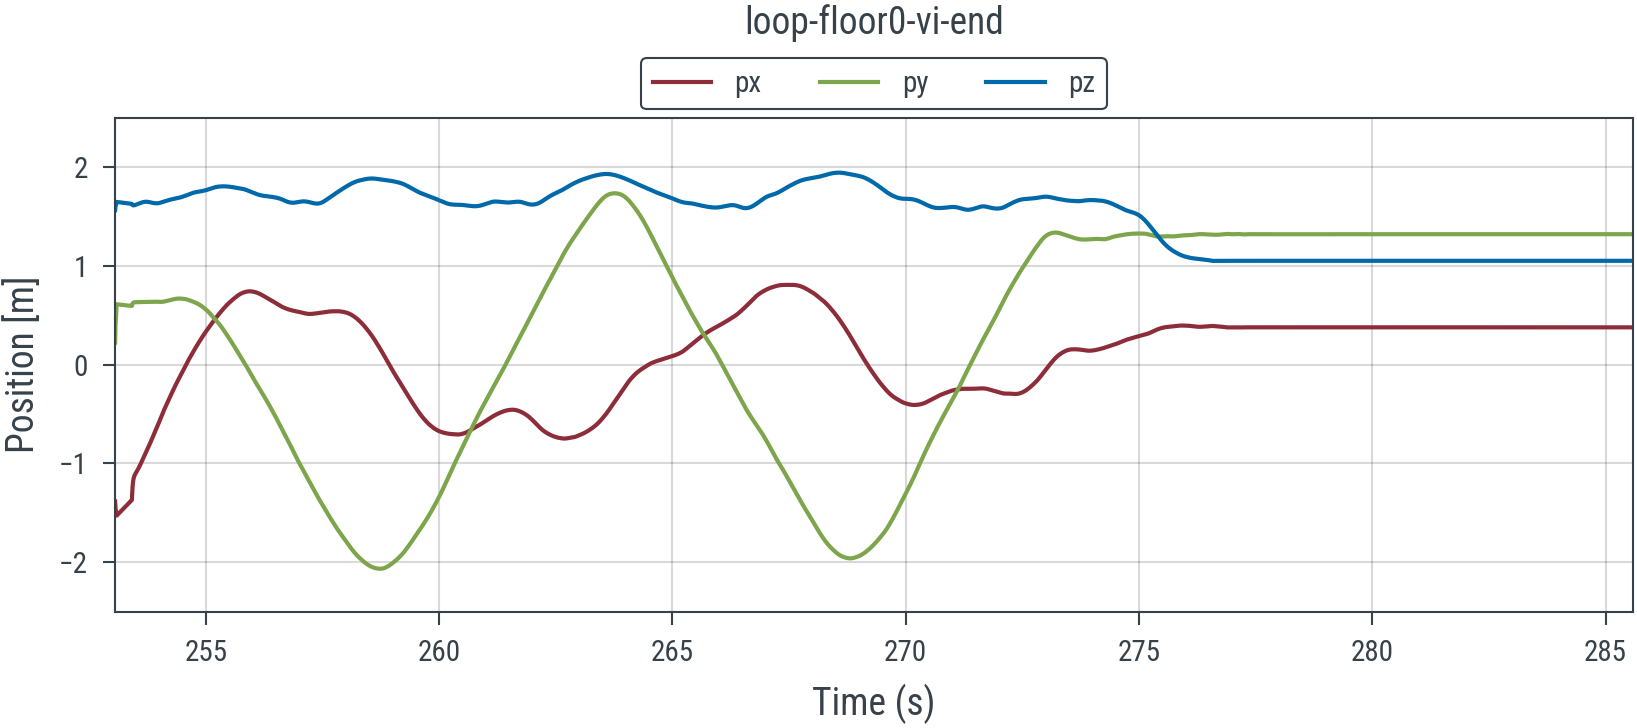 loop-floor0-vi-end
px py pz
2
1
0
−1
−2
Position [m]
255 260 265 270 275 280 285
Time (s)